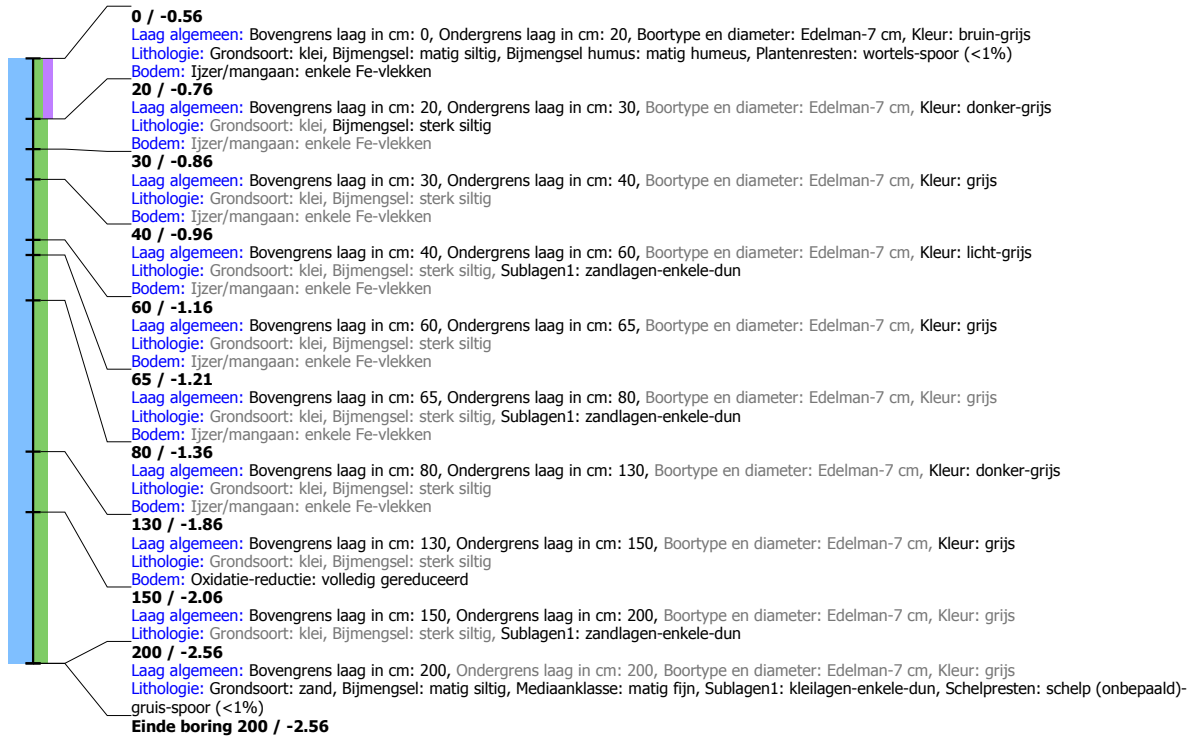 0 / -0.56
Laag algemeen: Bovengrens laag in cm: 0, Ondergrens laag in cm: 20, Boortype en diameter: Edelman-7 cm, Kleur: bruin-grijs
Lithologie: Grondsoort: klei, Bijmengsel: matig siltig, Bijmengsel humus: matig humeus, Plantenresten: wortels-spoor (<1%)
Bodem: Ijzer/mangaan: enkele Fe-vlekken
20 / -0.76
Laag algemeen: Bovengrens laag in cm: 20, Ondergrens laag in cm: 30, Boortype en diameter: Edelman-7 cm, Kleur: donker-grijs
Lithologie: Grondsoort: klei, Bijmengsel: sterk siltig
Bodem: Ijzer/mangaan: enkele Fe-vlekken
30 / -0.86
Laag algemeen: Bovengrens laag in cm: 30, Ondergrens laag in cm: 40, Boortype en diameter: Edelman-7 cm, Kleur: grijs
Lithologie: Grondsoort: klei, Bijmengsel: sterk siltig
Bodem: Ijzer/mangaan: enkele Fe-vlekken
40 / -0.96
Laag algemeen: Bovengrens laag in cm: 40, Ondergrens laag in cm: 60, Boortype en diameter: Edelman-7 cm, Kleur: licht-grijs
Lithologie: Grondsoort: klei, Bijmengsel: sterk siltig, Sublagen1: zandlagen-enkele-dun
Bodem: Ijzer/mangaan: enkele Fe-vlekken
60 / -1.16
Laag algemeen: Bovengrens laag in cm: 60, Ondergrens laag in cm: 65, Boortype en diameter: Edelman-7 cm, Kleur: grijs
Lithologie: Grondsoort: klei, Bijmengsel: sterk siltig
Bodem: Ijzer/mangaan: enkele Fe-vlekken
65 / -1.21
Laag algemeen: Bovengrens laag in cm: 65, Ondergrens laag in cm: 80, Boortype en diameter: Edelman-7 cm, Kleur: grijs
Lithologie: Grondsoort: klei, Bijmengsel: sterk siltig, Sublagen1: zandlagen-enkele-dun
Bodem: Ijzer/mangaan: enkele Fe-vlekken
80 / -1.36
Laag algemeen: Bovengrens laag in cm: 80, Ondergrens laag in cm: 130, Boortype en diameter: Edelman-7 cm, Kleur: donker-grijs
Lithologie: Grondsoort: klei, Bijmengsel: sterk siltig
Bodem: Ijzer/mangaan: enkele Fe-vlekken
130 / -1.86
Laag algemeen: Bovengrens laag in cm: 130, Ondergrens laag in cm: 150, Boortype en diameter: Edelman-7 cm, Kleur: grijs
Lithologie: Grondsoort: klei, Bijmengsel: sterk siltig
Bodem: Oxidatie-reductie: volledig gereduceerd
150 / -2.06
Laag algemeen: Bovengrens laag in cm: 150, Ondergrens laag in cm: 200, Boortype en diameter: Edelman-7 cm, Kleur: grijs
Lithologie: Grondsoort: klei, Bijmengsel: sterk siltig, Sublagen1: zandlagen-enkele-dun
200 / -2.56
Laag algemeen: Bovengrens laag in cm: 200, Ondergrens laag in cm: 200, Boortype en diameter: Edelman-7 cm, Kleur: grijs
Lithologie: Grondsoort: zand, Bijmengsel: matig siltig, Mediaanklasse: matig fijn, Sublagen1: kleilagen-enkele-dun, Schelpresten: schelp (onbepaald)-
gruis-spoor (<1%)
Einde boring 200 / -2.56